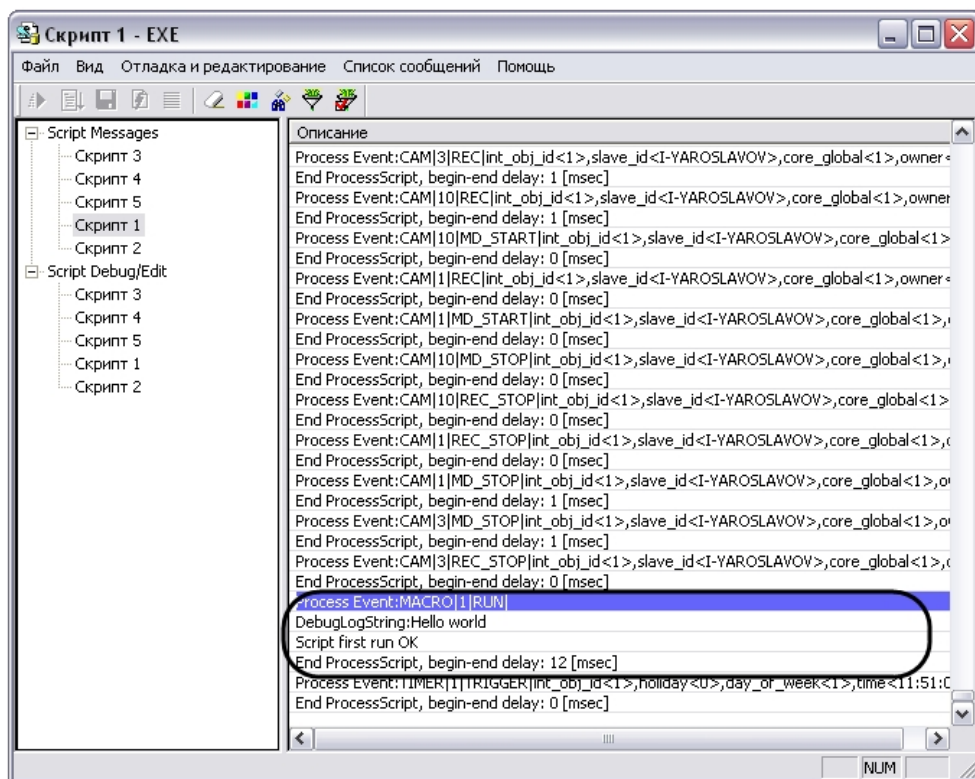 Скрипт 1 - EXE
Файл Вид Отладка и редактирование Список сообщений Помощь
Script Messages
Скрипт 3
Скрипт 4
Скрипт 5
Скрипт 1
Скрипт 2
Script Debug/Edit
Скрипт 3
Скрипт 4
Скрипт 5
Скрипт 1
Скрипт 2
Описание
Process Event:CAM|3|REC|int_obj_id<1>,slave_id<I-YAROSLAVOV>,core_global<1>,owner<
End ProcessScript, begin-end delay: 1 [msec]
Process Event:CAM|10|REC|int_obj_id<1>,slave_id<I-YAROSLAVOV>,core_global<1>,owner
End ProcessScript, begin-end delay: 1 [msec]
Process Event:CAM|10|MD_START|int_obj_id<1>,slave_id<I-YAROSLAVOV>,core_global<1>
End ProcessScript, begin-end delay: 0 [msec]
Process Event:CAM|1|REC|int_obj_id<1>,slave_id<I-YAROSLAVOV>,core_global<1>,owner<
End ProcessScript, begin-end delay: 0 [msec]
Process Event:CAM|1|MD_START|int_obj_id<1>,slave_id<I-YAROSLAVOV>,core_global<1>,
End ProcessScript, begin-end delay: 0 [msec]
Process Event:CAM|10|MD_STOP|int_obj_id<1>,slave_id<I-YAROSLAVOV>,core_global<1>,
End ProcessScript, begin-end delay: 0 [msec]
Process Event:CAM|10|REC_STOP|int_obj_id<1>,slave_id<I-YAROSLAVOV>,core_global<1>
End ProcessScript, begin-end delay: 0 [msec]
Process Event:CAM|1|REC_STOP|int_obj_id<1>,slave_id<I-YAROSLAVOV>,core_global<1>,
End ProcessScript, begin-end delay: 0 [msec]
Process Event:CAM|1|MD_STOP|int_obj_id<1>,slave_id<I-YAROSLAVOV>,core_global<1>,
End ProcessScript, begin-end delay: 1 [msec]
Process Event:CAM|3|MD_STOP|int_obj_id<1>,slave_id<I-YAROSLAVOV>,core_global<1>,
End ProcessScript, begin-end delay: 1 [msec]
Process Event:CAM|3|REC_STOP|int_obj_id<1>,slave_id<I-YAROSLAVOV>,core_global<1>,
End ProcessScript, begin-end delay: 0 [msec]
Process Event:MACRO|1|RUN|
DebugLogString:Hello world
Script first run OK
End ProcessScript, begin-end delay: 12 [msec]
Process Event:TIMER|1|TRIGGER|int_obj_id<1>,holiday<0>,day_of_week<1>,time<11:51:0
End ProcessScript, begin-end delay: 0 [msec]
NUM